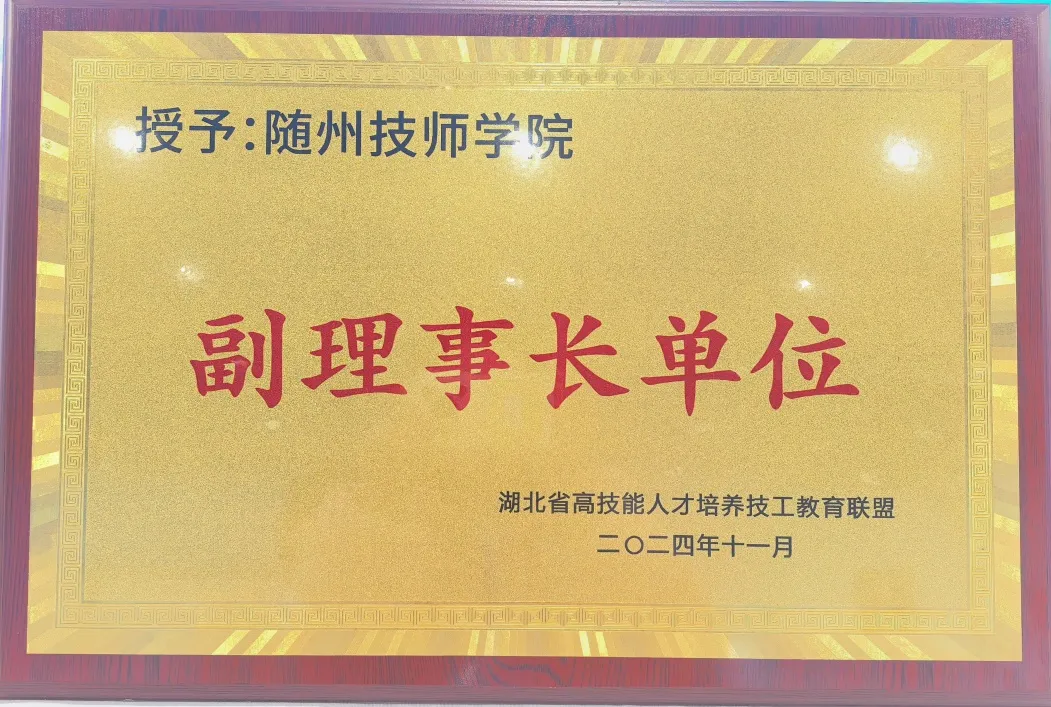 授予:随州技师学院
副理事长单位
湖北省高技能人才培养技工教育联盟
二〇二四年十一月